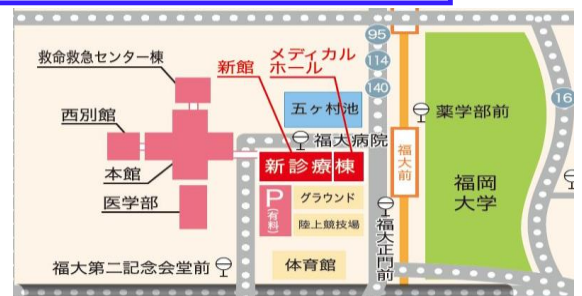 救命救急センター棟
新館
メディカル
ホール
95
114
140
16
西別館
五ヶ村池
薬学部前
福大病院
福大前
本館
新診療棟
福岡
大学
医学部
P
(有料)
グラウンド
陸上競技場
福大正門前
福大第二記念会堂前
体育館